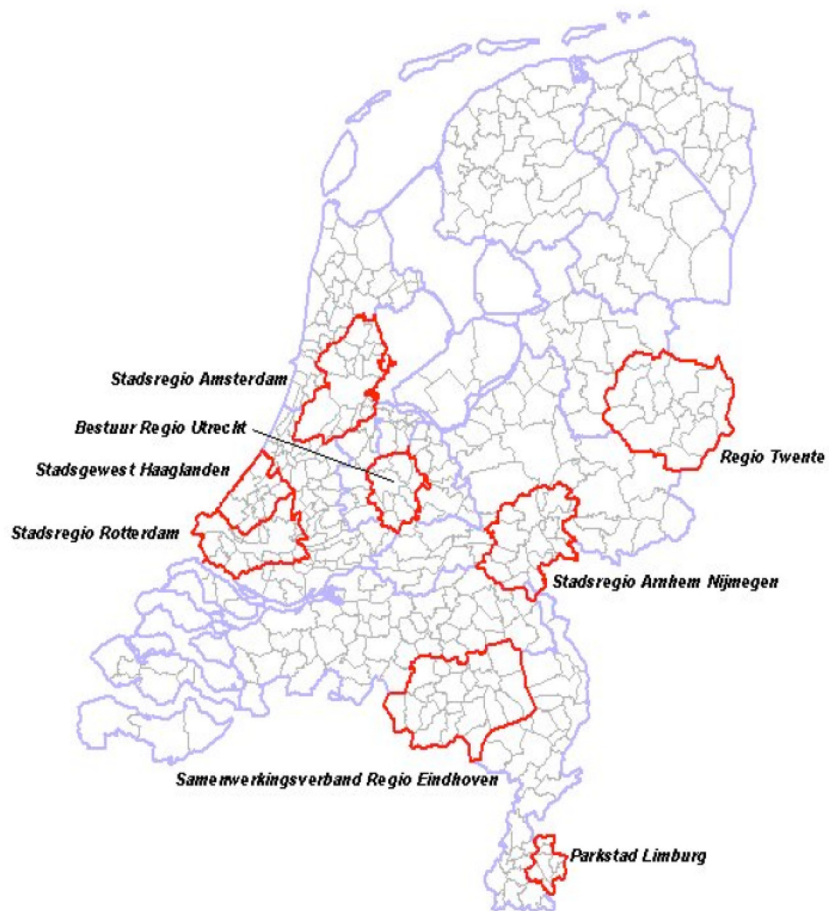 Stadsregio Amsterdam
Bestuur Regio Utrecht
Stadsgewest Haaglanden
Regio Twente
Stadsregio Rotterdam
Stadsregio Arnhem Nijmegen
Samenwerkingsverband Regio Eindhoven
Parkstad Limburg